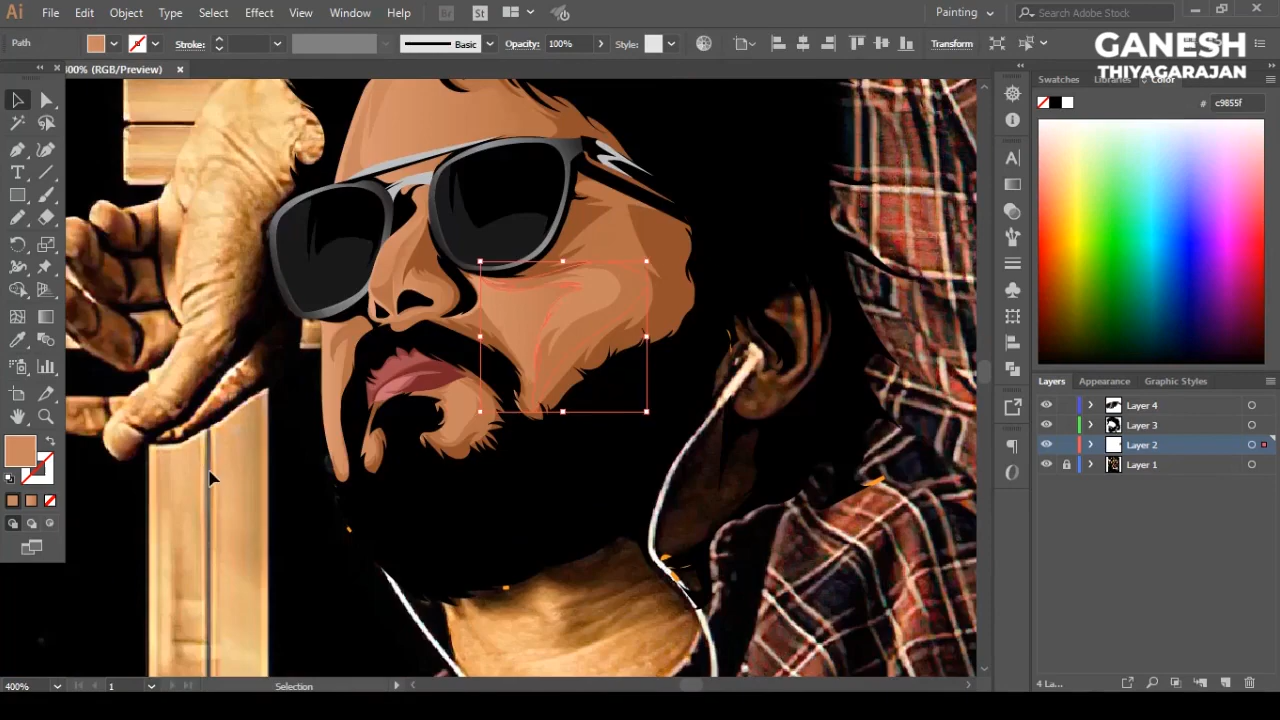 Ai File Edit Object Type Select Effect View Window Help Br St Painting Search Adobe Stock
Path Stroke: Basic Opacity: 100% Style: Transform
GANESH
THIYAGARAJAN
00% (RGB/Preview)
Swatches Libraries Color
# c9855f
Layers Appearance Graphic Styles
Layer 4
Layer 3
Layer 2
Layer 1
400% 1 Selection 4 La...